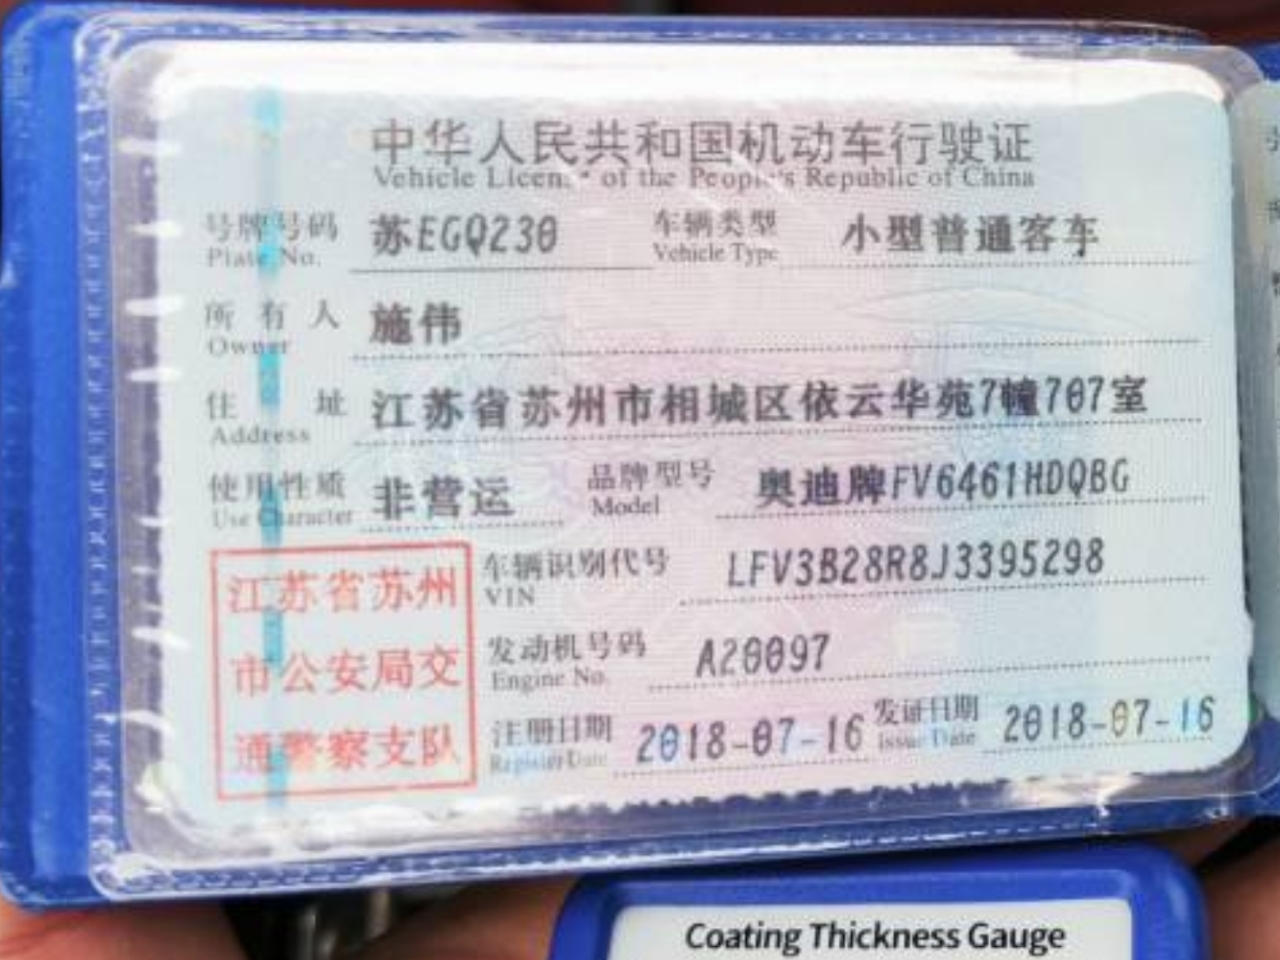 中华人民共和国机动车行驶证
Vehicle License of the People's Republic of China
号牌号码 苏EGQ230 车辆类型 小型普通客车
Plate No. Vehicle Type
所有人 施伟
Owner
住址 江苏省苏州市相城区依云华苑7幢707室
Address
使用性质 非营运 品牌型号 奥迪牌FV6461HDQBG
Use Character Model
车辆识别代号 LFV3B28R8J3395298
VIN
发动机号码 A20097
Engine No.
注册日期 2018-07-16 发证日期 2018-07-16
Register Date Issue Date
江苏省苏州
市公安局交
通警察支队
Coating Thickness Gauge